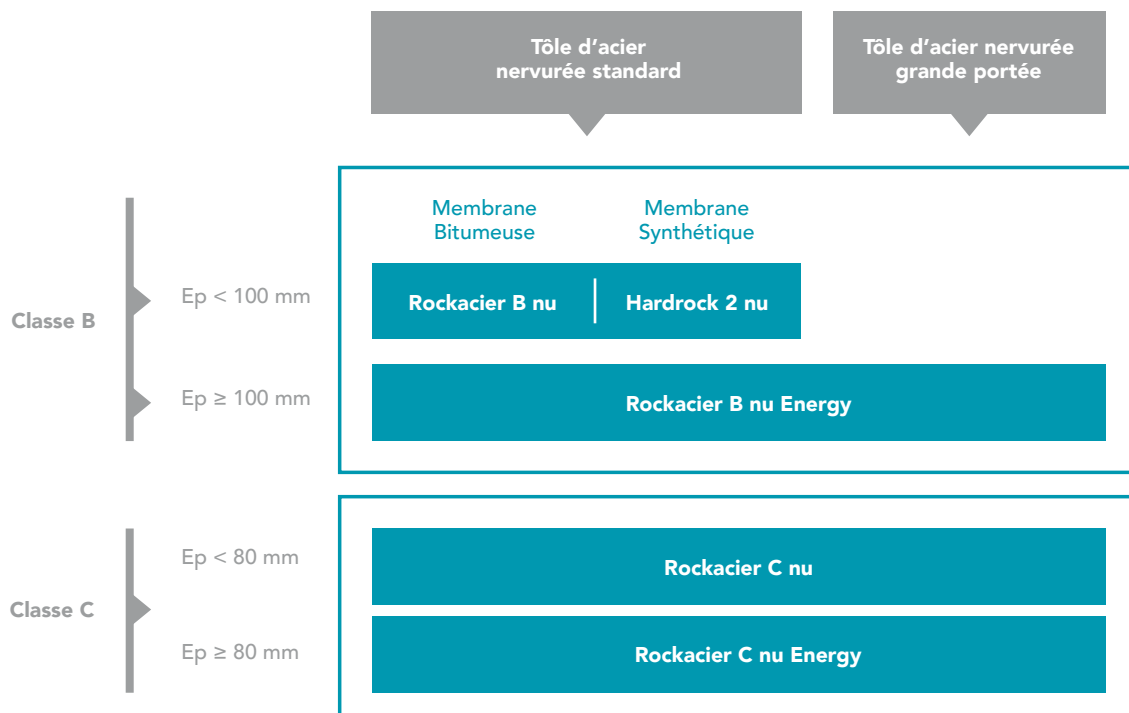 Tôle d'acier
nervurée standard
Tôle d'acier nervurée
grande portée
Membrane
Bitumeuse
Membrane
Synthétique
Classe B
Ep < 100 mm
Rockacier B nu
Hardrock 2 nu
Ep ≥ 100 mm
Rockacier B nu Energy
Classe C
Ep < 80 mm
Rockacier C nu
Ep ≥ 80 mm
Rockacier C nu Energy